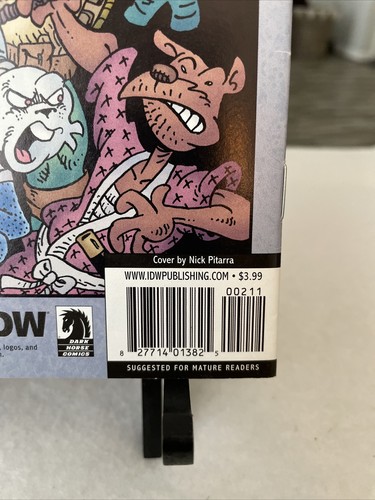 Cover by Nick Pitarra
WWW.IDWPUBLISHING.COM • $3.99
00211
OW
DARK
HORSE
COMICS
, logos, and
8 27714 01382 5
SUGGESTED FOR MATURE READERS